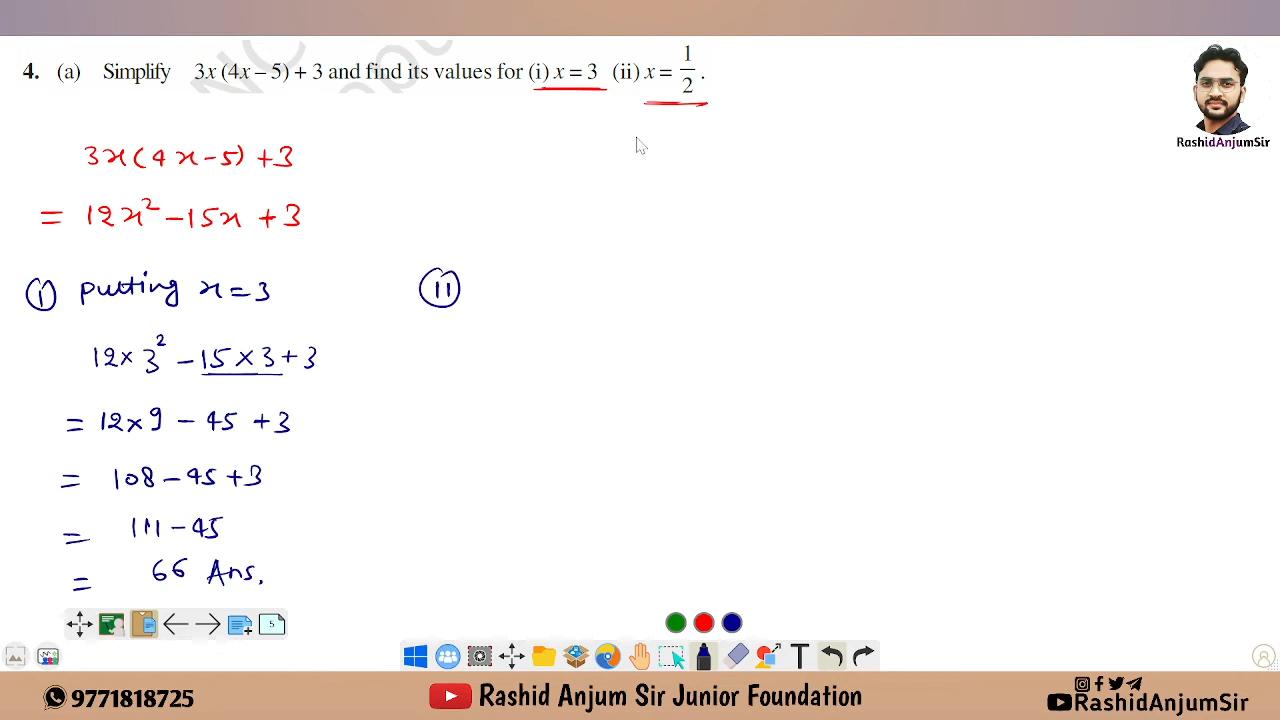 4. (a) Simplify 3x (4x – 5) + 3 and find its values for (i) x = 3 (ii) x = 1/2 .
RashidAnjumSir
3x(4x-5) +3
= 12x² -15x +3
(i) putting x=3
12×3² -15×3+3
= 12×9 - 45 +3
= 108 - 45 +3
= 111 - 45
= 66 Ans.
(ii)
5
T
9771818725
Rashid Anjum Sir Junior Foundation
RashidAnjumSir